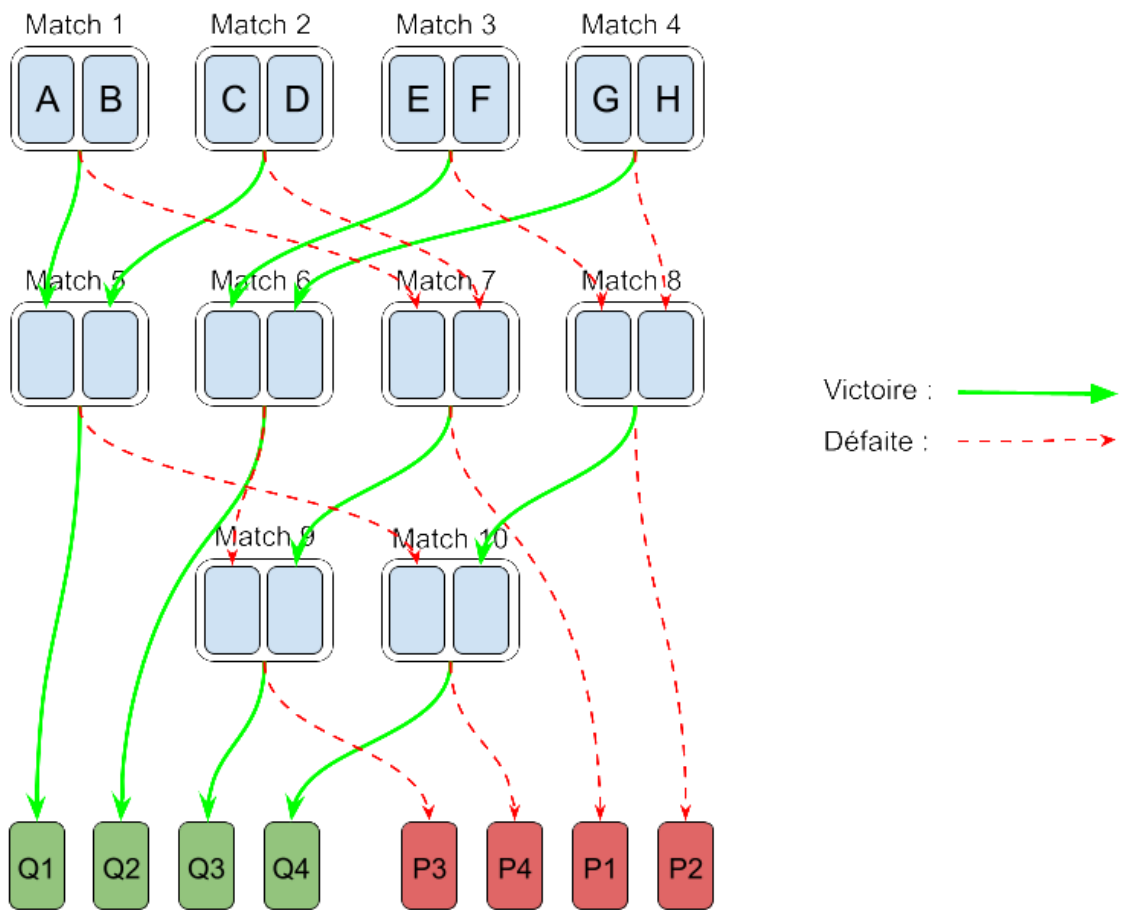 Match 1 Match 2 Match 3 Match 4
A B C D E F G H
Match 5 Match 6 Match 7 Match 8
Victoire :
Défaite :
Match 9 Match 10
Q1 Q2 Q3 Q4 P3 P4 P1 P2